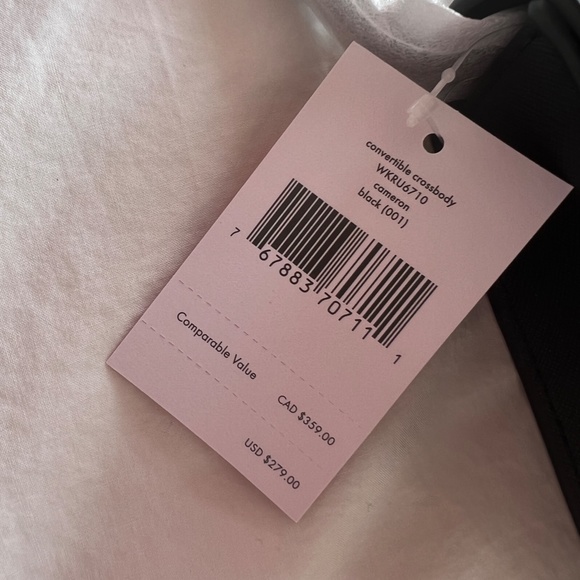 convertible crossbody
WKRU6710
cameron
black (001)
7 67883 70711 1
Comparable Value
CAD $359.00
USD $279.00